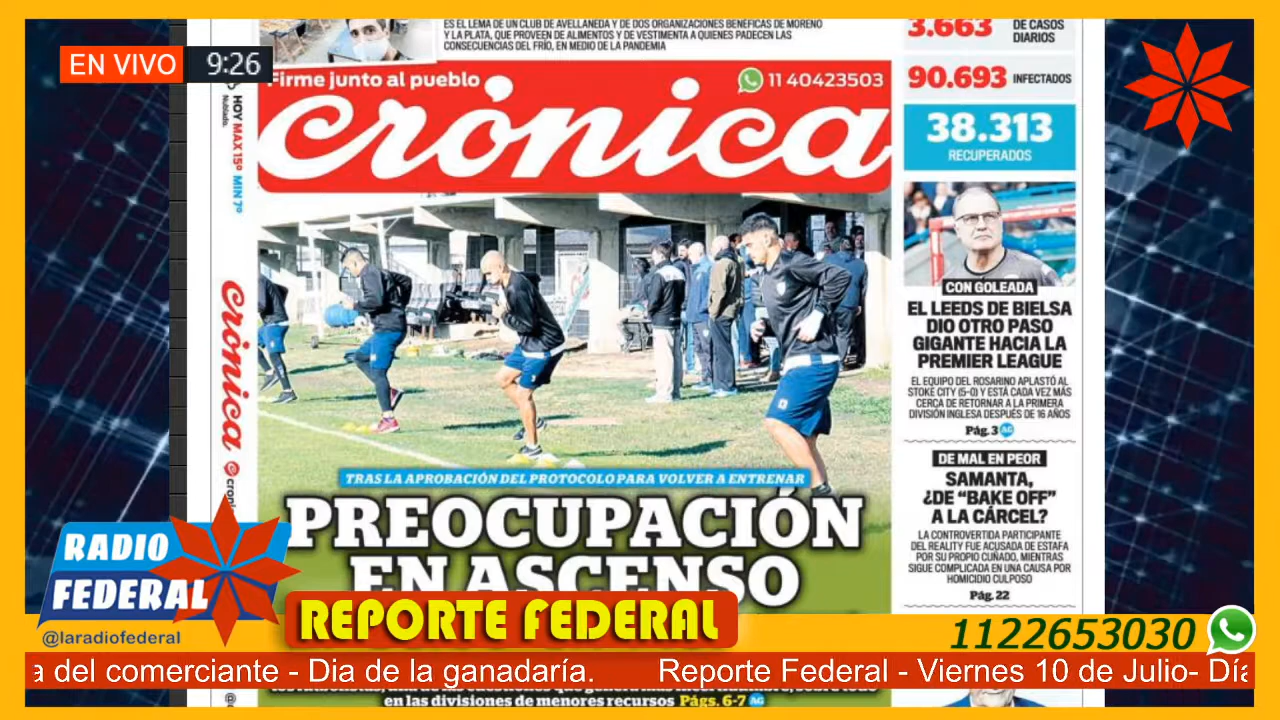 ES EL LEMA DE UN CLUB DE AVELLANEDA Y DE DOS ORGANIZACIONES BENÉFICAS DE MORENO
Y LA PLATA, QUE PROVEEN DE ALIMENTOS Y DE VESTIMENTA A QUIENES PADECEN LAS
CONSECUENCIAS DEL FRÍO, EN MEDIO DE LA PANDEMIA
3.663 DE CASOS
DIARIOS
90.693 INFECTADOS
38.313
RECUPERADOS
EN VIVO 9:26
Firme junto al pueblo
11 40423503
crónica
HOY MAX 15º MIN 7º
Nublado.
crónica
CON GOLEADA
EL LEEDS DE BIELSA
DIO OTRO PASO
GIGANTE HACIA LA
PREMIER LEAGUE
EL EQUIPO DEL ROSARINO APLASTÓ AL
STOKE CITY (5-0) Y ESTÁ CADA VEZ MÁS
CERCA DE RETORNAR A LA PRIMERA
DIVISIÓN INGLESA DESPUÉS DE 16 AÑOS
Pág. 3 AG
DE MAL EN PEOR
SAMANTA,
¿DE “BAKE OFF”
A LA CÁRCEL?
LA CONTROVERTIDA PARTICIPANTE
DEL REALITY FUE ACUSADA DE ESTAFA
POR SU PROPIO CUÑADO, MIENTRAS
SIGUE COMPLICADA EN UNA CAUSA POR
HOMICIDIO CULPOSO
Pág. 22
TRAS LA APROBACIÓN DEL PROTOCOLO PARA VOLVER A ENTRENAR
PREOCUPACIÓN
EN ASCENSO
RADIO
FEDERAL
@laradiofederal
REPORTE FEDERAL
1122653030
a del comerciante - Dia de la ganadaría. Reporte Federal - Viernes 10 de Julio- Día
en las divisiones de menores recursos Págs. 6-7 AG